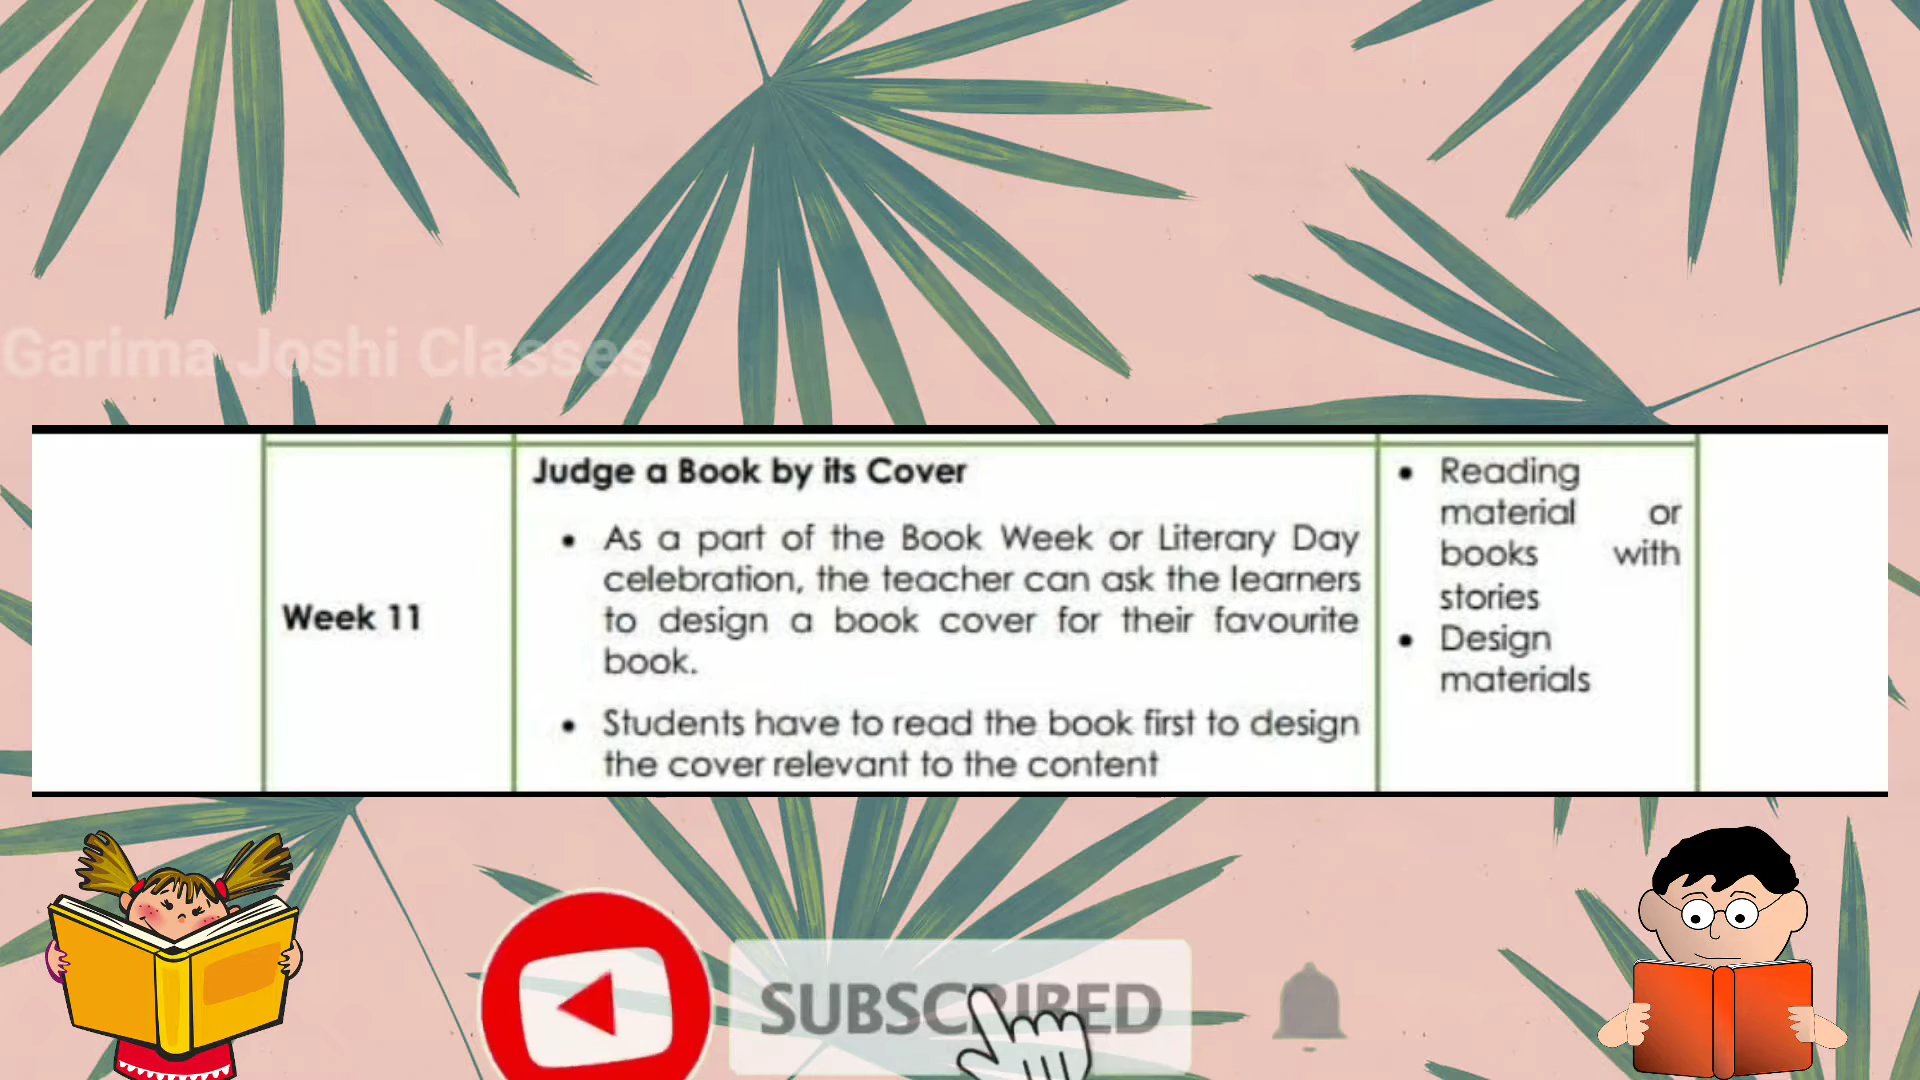 Garima Joshi Classes
Week 11
Judge a Book by its Cover
• As a part of the Book Week or Literary Day
celebration, the teacher can ask the learners
to design a book cover for their favourite
book.
• Students have to read the book first to design
the cover relevant to the content
• Reading
material or
books with
stories
• Design
materials
SUBSCRIBED